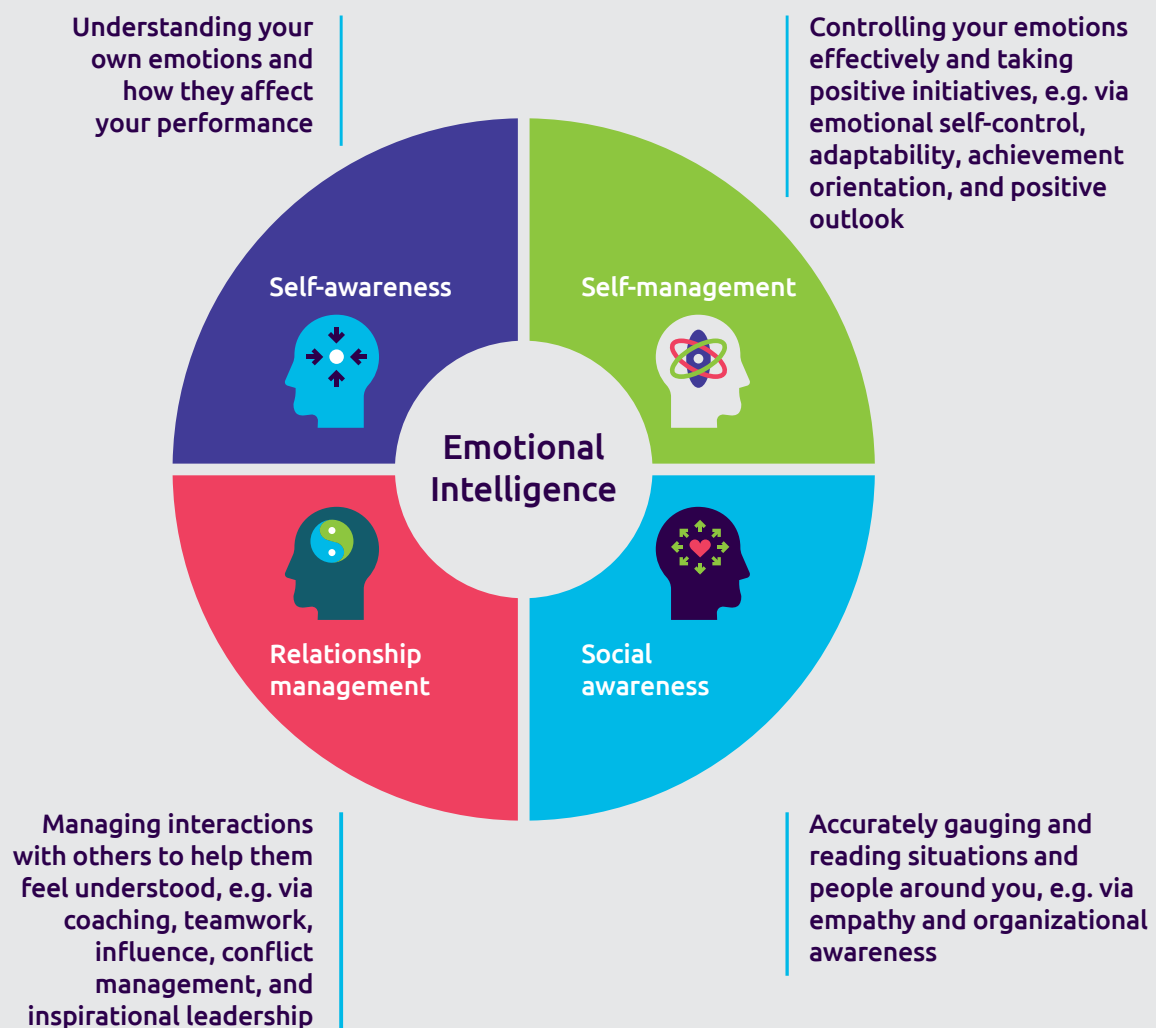 Understanding your
own emotions and
how they affect
your performance
Controlling your emotions
effectively and taking
positive initiatives, e.g. via
emotional self-control,
adaptability, achievement
orientation, and positive
outlook
Self-awareness
Self-management
Emotional
Intelligence
Relationship
management
Social
awareness
Managing interactions
with others to help them
feel understood, e.g. via
coaching, teamwork,
influence, conflict
management, and
inspirational leadership
Accurately gauging and
reading situations and
people around you, e.g. via
empathy and organizational
awareness